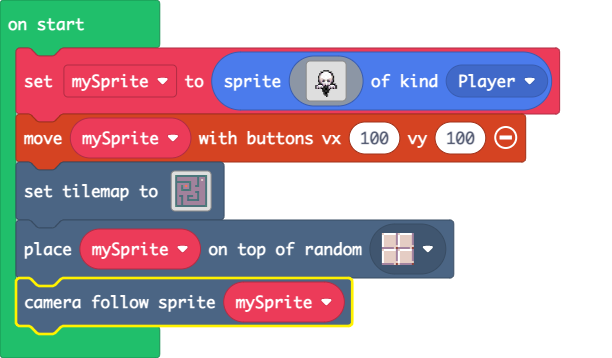 on start
set mySprite to sprite of kind Player
move mySprite with buttons vx 100 vy 100
set tilemap to
place mySprite on top of random
camera follow sprite mySprite